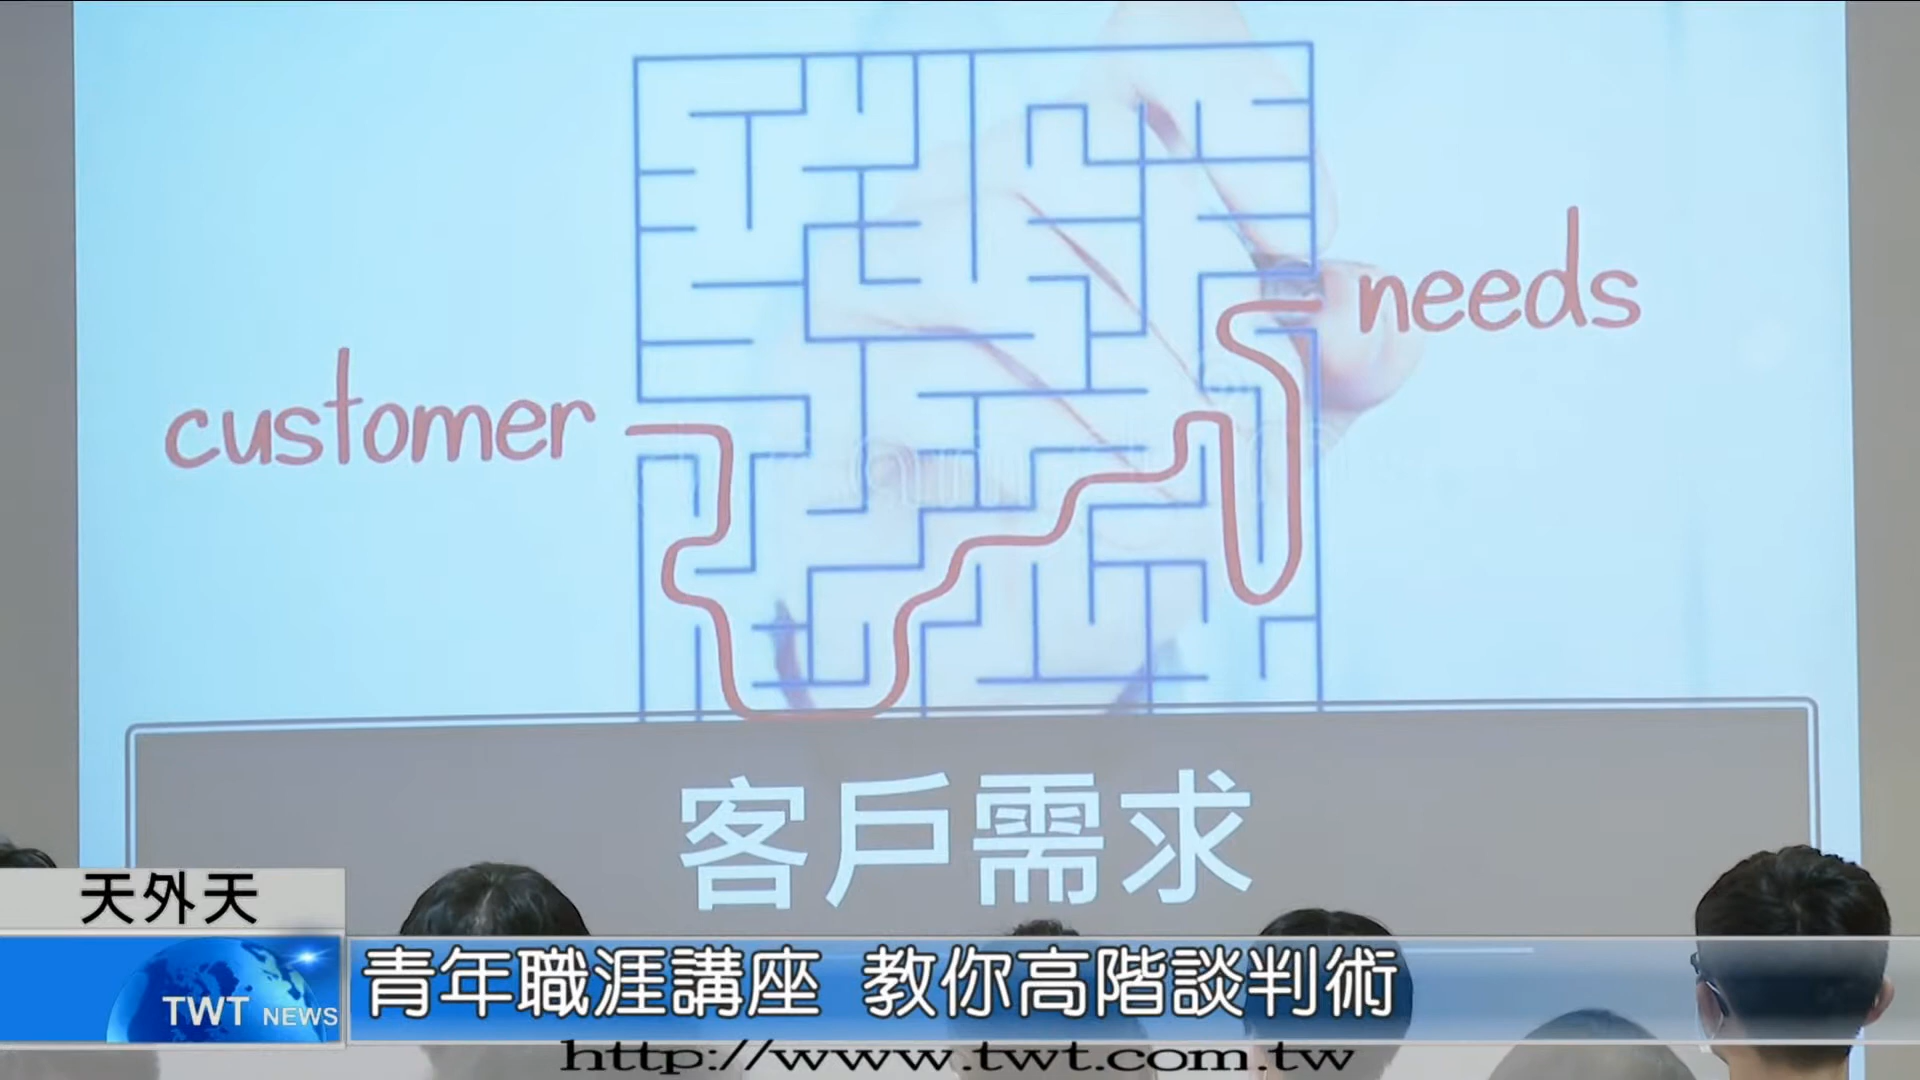 needs
customer
客戶需求
天外天
TWT NEWS
青年職涯講座 教你高階談判術
http://www.twt.com.tw